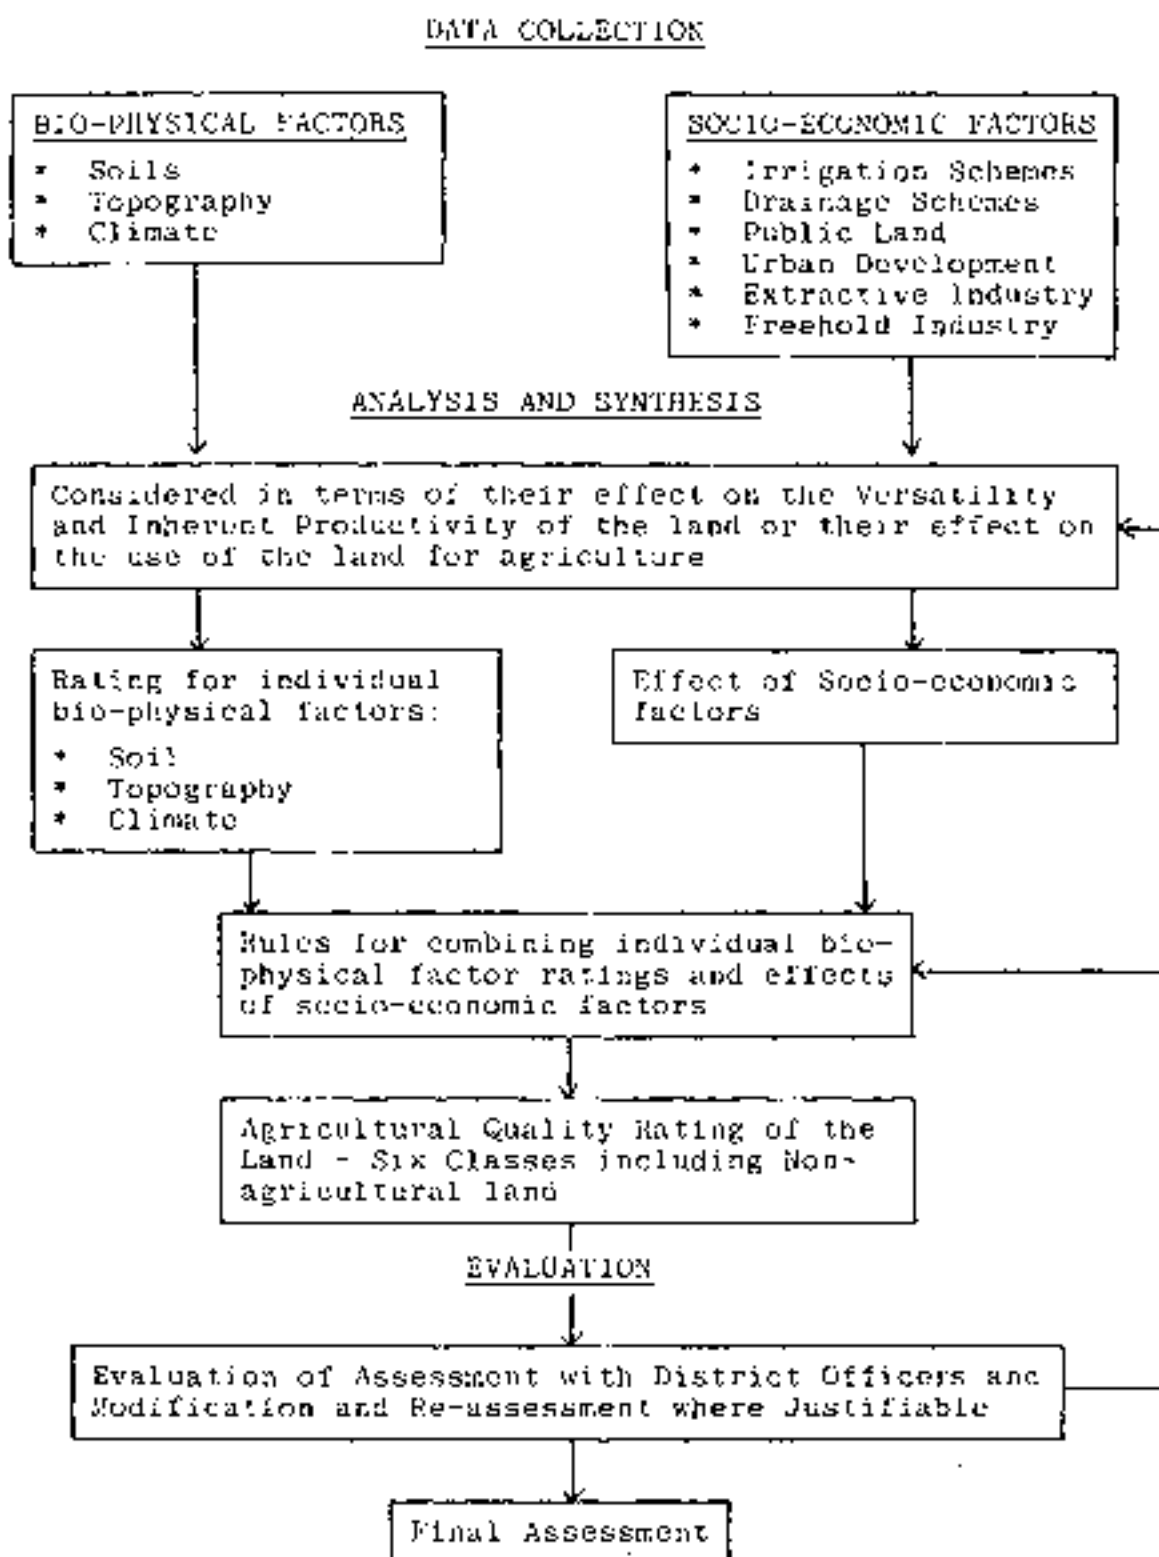 DATA COLLECTION
BIO-PHYSICAL FACTORS
* Soils
* Topography
* Climate
SOCIO-ECONOMIC FACTORS
* Irrigation Schemes
* Drainage Schemes
* Public Land
* Urban Development
* Extractive Industry
* Freehold Industry
ANALYSIS AND SYNTHESIS
Considered in terms of their effect on the Versatility
and Inherent Productivity of the land or their effect on
the use of the land for agriculture
Rating for individual
bio-physical factors:
* Soil
* Topography
* Climate
Effect of Socio-economic
factors
Rules for combining individual bio-
physical factor ratings and effects
of socio-economic factors
Agricultural Quality Rating of the
Land - Six Classes including Non-
agricultural land
EVALUATION
Evaluation of Assessment with District Officers and
Modification and Re-assessment where Justifiable
Final Assessment